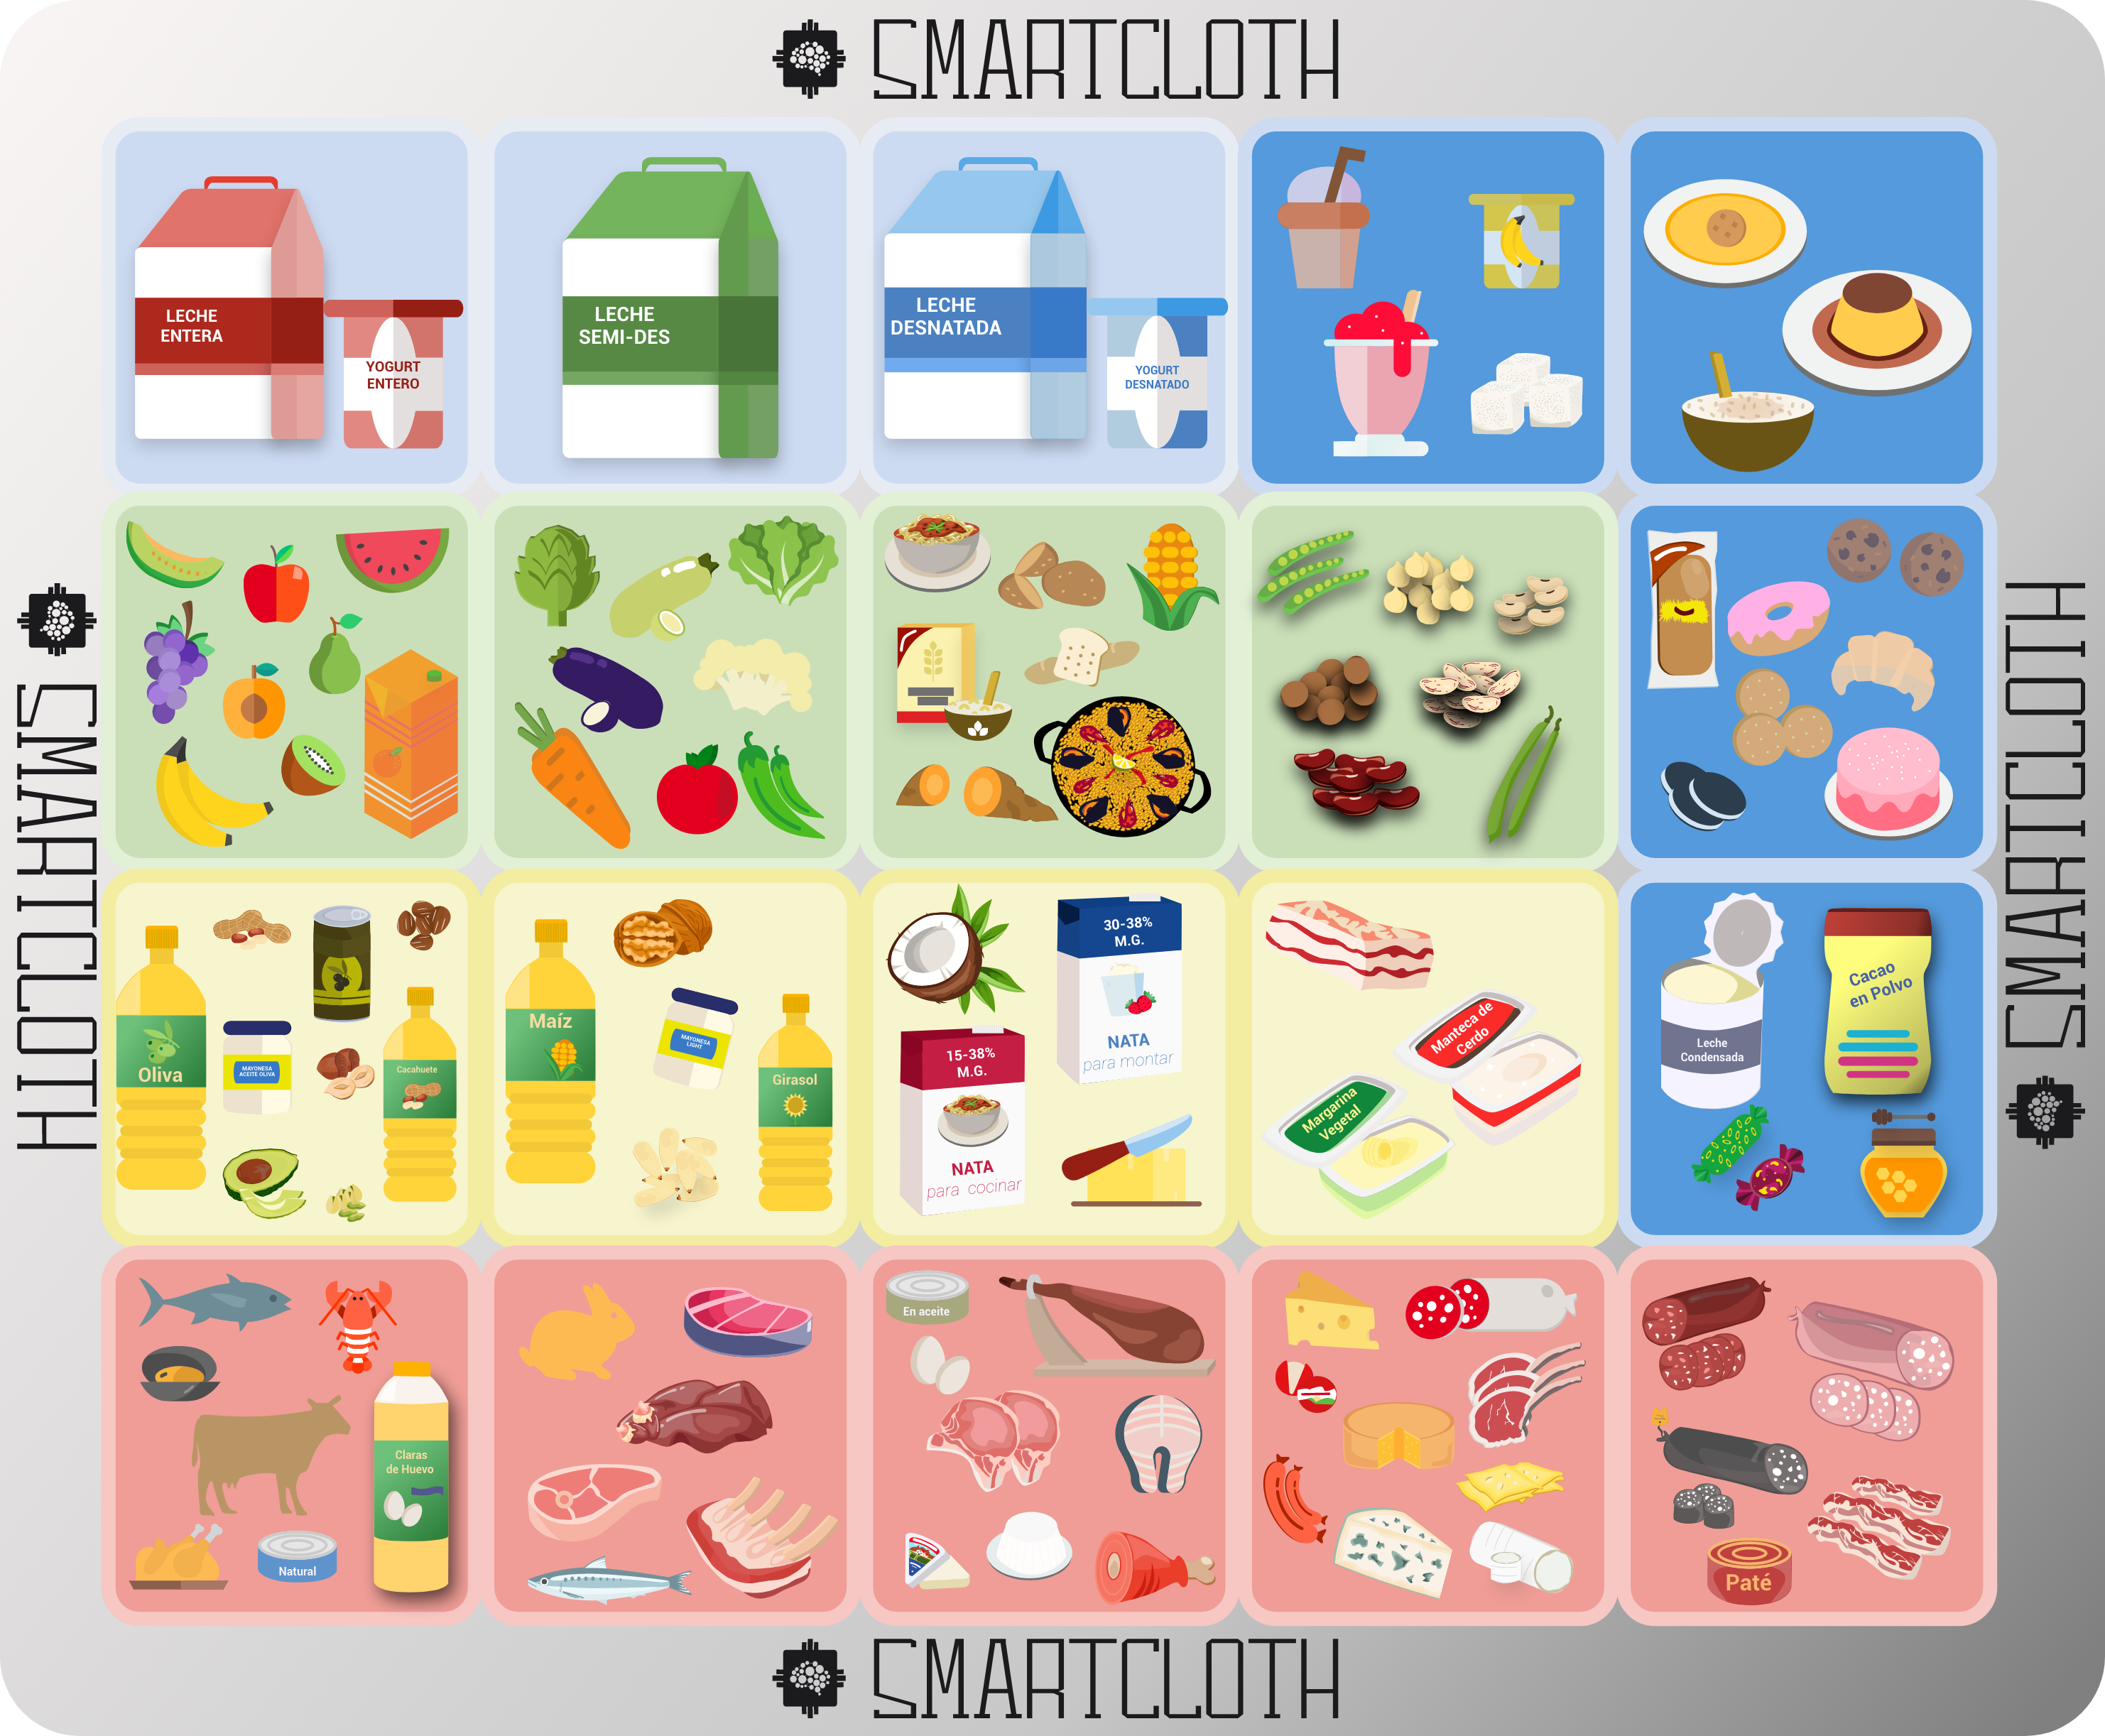 SMARTCLOTH
LECHE
ENTERA
YOGURT
ENTERO
LECHE
SEMI-DES
LECHE
DESNATADA
YOGURT
DESNATADO
SMARTCLOTH
SMARTCLOTH
Oliva
MAYONESA
ACEITE OLIVA
Cacahuete
Maíz
MAYONESA
LIGHT
Girasol
30-38%
M.G.
NATA
para montar
15-38%
M.G.
NATA
para cocinar
Manteca de
Cerdo
Margarina
Vegetal
Leche
Condensada
Cacao
en Polvo
Claras
de Huevo
Natural
En aceite
Paté
SMARTCLOTH